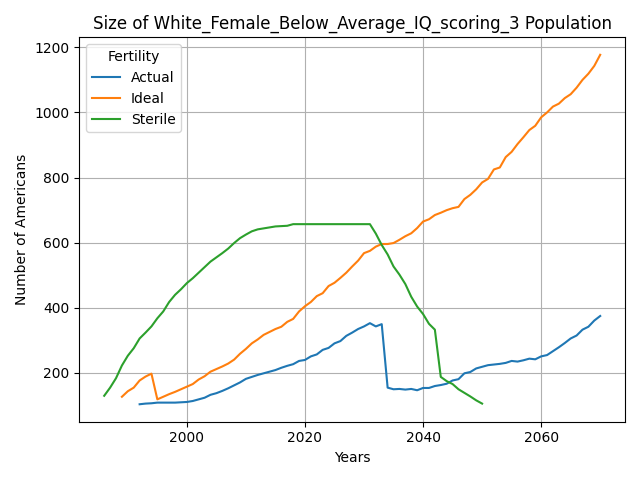 Size of White_Female_Below_Average_IQ_scoring_3 Population
Fertility
Actual
Ideal
Sterile
Number of Americans
1200
1000
800
600
400
200
2000
2020
2040
2060
Years